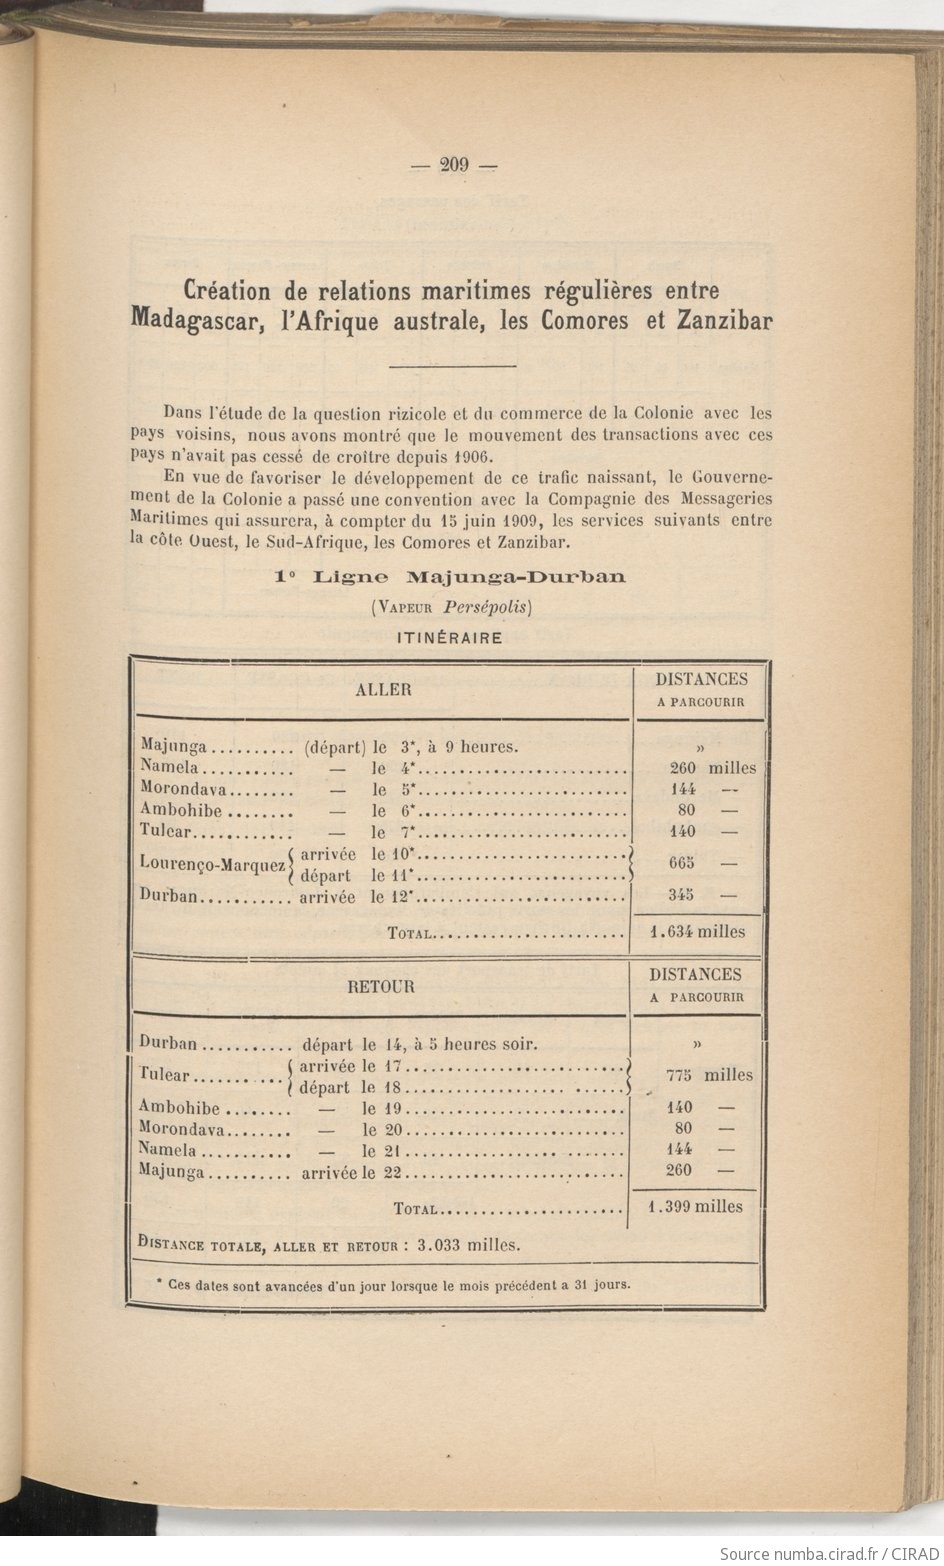 — 209 —
Création de relations maritimes régulières entre
Madagascar, l'Afrique australe, les Comores et Zanzibar
Dans l'étude de la question rizicole et du commerce de la Colonie avec les
pays voisins, nous avons montré que le mouvement des transactions avec ces
pays n'avait pas cessé de croître depuis 1906.
En vue de favoriser le développement de ce trafic naissant, le Gouverne-
ment de la Colonie a passé une convention avec la Compagnie des Messageries
Maritimes qui assurera, à compter du 15 juin 1909, les services suivants entre
la côte Ouest, le Sud-Afrique, les Comores et Zanzibar.
1° Ligne Majunga-Durban
(VAPEUR Persépolis)
ITINÉRAIRE
ALLER DISTANCES
A PARCOURIR
Majunga.......... (départ) le 3*, à 9 heures. »
Namela........... — le 4*.......................... 260 milles
Morondava........ — le 5*.......................... 144 —
Ambohibe ........ — le 6*.......................... 80 —
Tulear............ — le 7*.......................... 140 —
Lourenço-Marquez { arrivée le 10*..........................
départ le 11*.......................... } 665 —
Durban........... arrivée le 12*.......................... 345 —
TOTAL........................ 1.634 milles
RETOUR DISTANCES
A PARCOURIR
Durban ........... départ le 14, à 5 heures soir. »
Tulear........... { arrivée le 17..........................
départ le 18.......................... } 775 milles
Ambohibe ........ — le 19.......................... 140 —
Morondava........ — le 20.......................... 80 —
Namela ........... — le 21.......................... 144 —
Majunga.......... arrivée le 22.......................... 260 —
TOTAL....................... 1.399 milles
DISTANCE TOTALE, ALLER ET RETOUR : 3.033 milles.
* Ces dates sont avancées d'un jour lorsque le mois précédent a 31 jours.
Source numba.cirad.fr / CIRAD